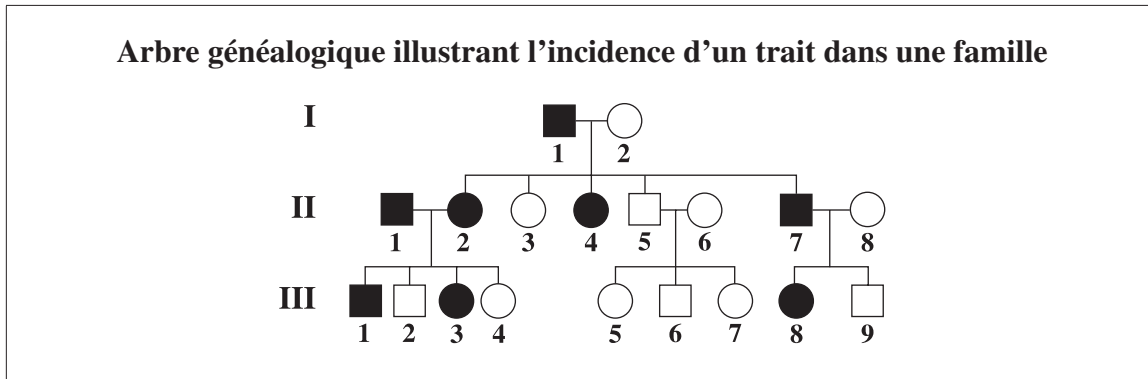 Arbre généalogique illustrant l’incidence d’un trait dans une famille
I
1 2
II
1 2 3 4 5 6 7 8
III
1 2 3 4 5 6 7 8 9